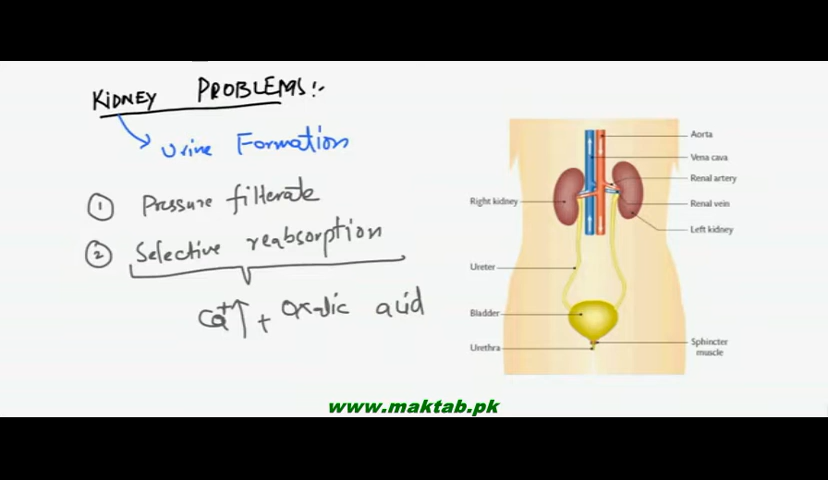 KIDNEY PROBLEMS:-
Urine Formation
① Pressure filterate
② Selective reabsorption
Ca⁺↑ + Oxalic acid
Aorta
Vena cava
Renal artery
Right kidney
Renal vein
Left kidney
Ureter
Bladder
Urethra
Sphincter
muscle
www.maktab.pk